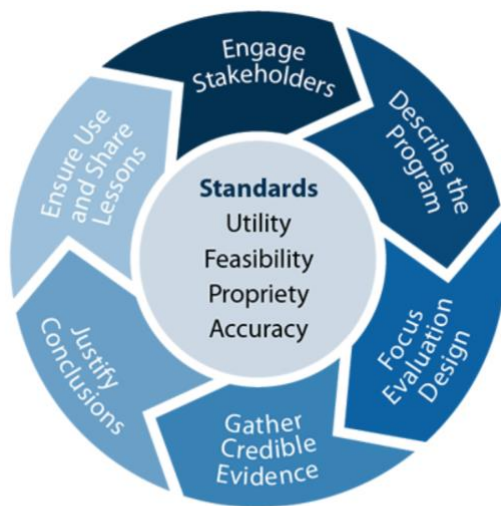 Engage
Stakeholders
Describe the
Program
Focus
Evaluation
Design
Gather
Credible
Evidence
Justify
Conclusions
Ensure Use
and Share
Lessons
Standards
Utility
Feasibility
Propriety
Accuracy